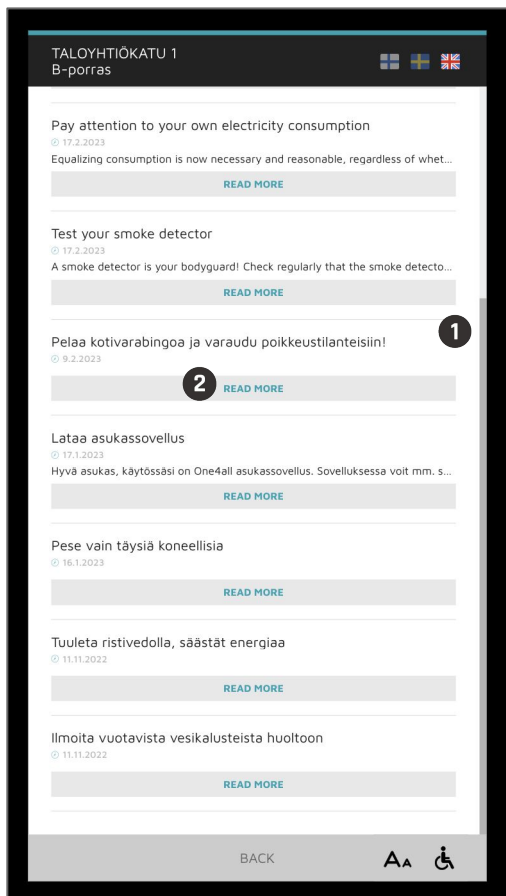 TALOYHTIÖKATU 1
B-porras
Pay attention to your own electricity consumption
17.2.2023
Equalizing consumption is now necessary and reasonable, regardless of whet...
READ MORE
Test your smoke detector
17.2.2023
A smoke detector is your bodyguard! Check regularly that the smoke detecto...
READ MORE
1
Pelaa kotivarabingoa ja varaudu poikkeustilanteisiin!
9.2.2023
2 READ MORE
Lataa asukassovellus
17.1.2023
Hyvä asukas, käytössäsi on One4all asukassovellus. Sovelluksessa voit mm. s...
READ MORE
Pese vain täysiä koneellisia
16.1.2023
READ MORE
Tuuleta ristivedolla, säästät energiaa
11.11.2022
READ MORE
Ilmoita vuotavista vesikalusteista huoltoon
11.11.2022
READ MORE
BACK AA